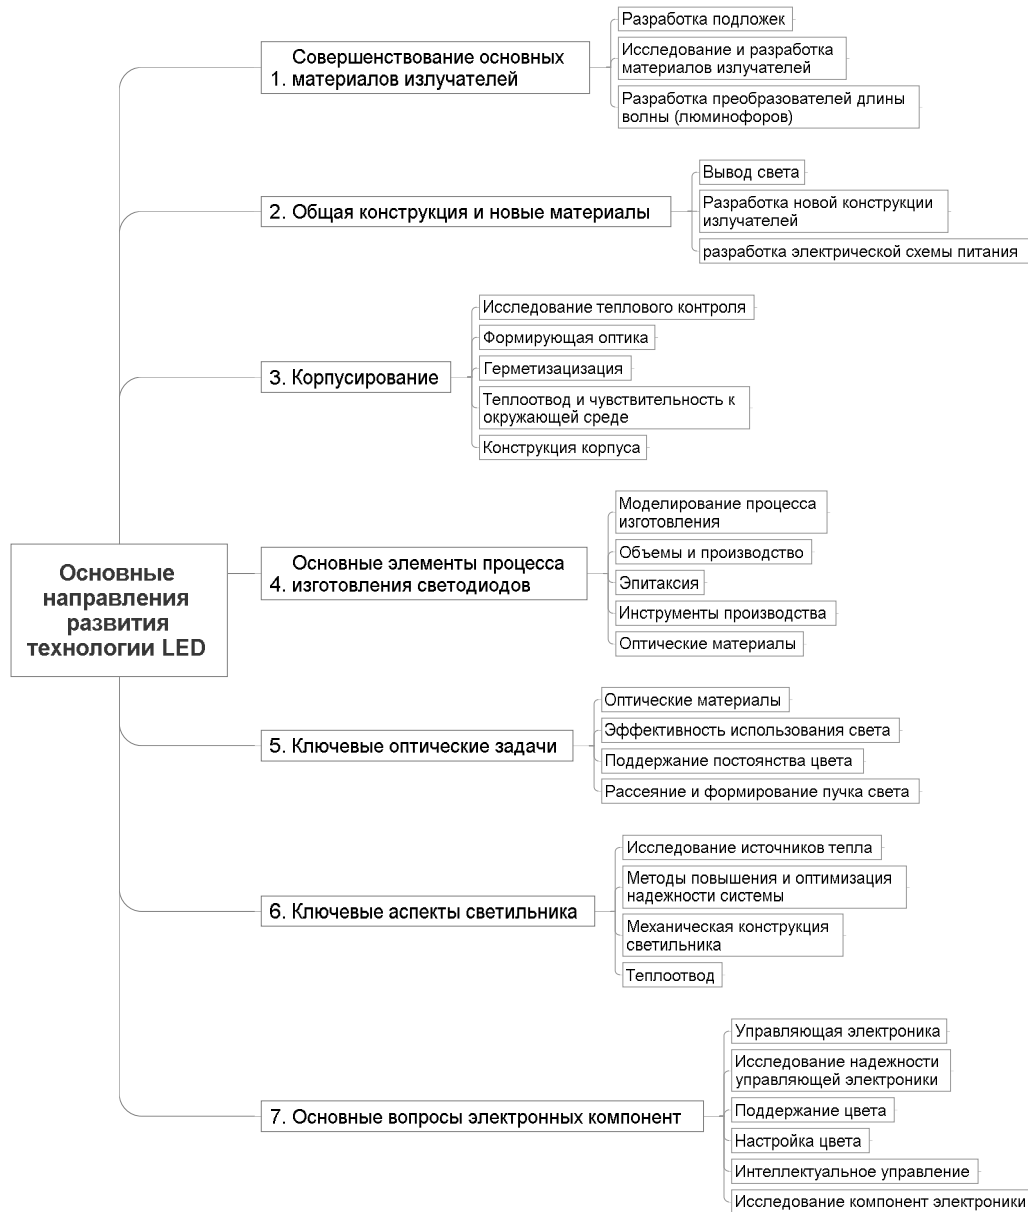 Основные
направления
развития
технологии LED
Совершенствование основных
1. материалов излучателей
Разработка подложек
Исследование и разработка
материалов излучателей
Разработка преобразователей длины
волны (люминофоров)
2. Общая конструкция и новые материалы
Вывод света
Разработка новой конструкции
излучателей
разработка электрической схемы питания
3. Корпусирование
Исследование теплового контроля
Формирующая оптика
Герметизацизация
Теплоотвод и чувствительность к
окружающей среде
Конструкция корпуса
Основные элементы процесса
4. изготовления светодиодов
Моделирование процесса
изготовления
Объемы и производство
Эпитаксия
Инструменты производства
Оптические материалы
5. Ключевые оптические задачи
Оптические материалы
Эффективность использования света
Поддержание постоянства цвета
Рассеяние и формирование пучка света
6. Ключевые аспекты светильника
Исследование источников тепла
Методы повышения и оптимизация
надежности системы
Механическая конструкция
светильника
Теплоотвод
7. Основные вопросы электронных компонент
Управляющая электроника
Исследование надежности
управляющей электроники
Поддержание цвета
Настройка цвета
Интеллектуальное управление
Исследование компонент электроники